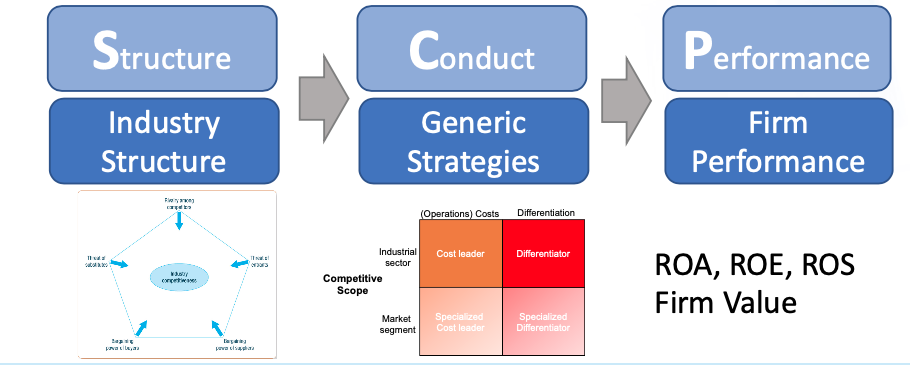 Structure
Conduct
Performance
Industry
Structure
Generic
Strategies
Firm
Performance
Rivalry among
competitors
Threat of
substitutes
Threat of
entrants
Industry
competitiveness
Bargaining
power of buyers
Bargaining
power of suppliers
(Operations) Costs
Differentiation
Industrial
sector
Cost leader
Differentiator
Competitive
Scope
Market
segment
Specialized
Cost leader
Specialized
Differentiator
ROA, ROE, ROS
Firm Value